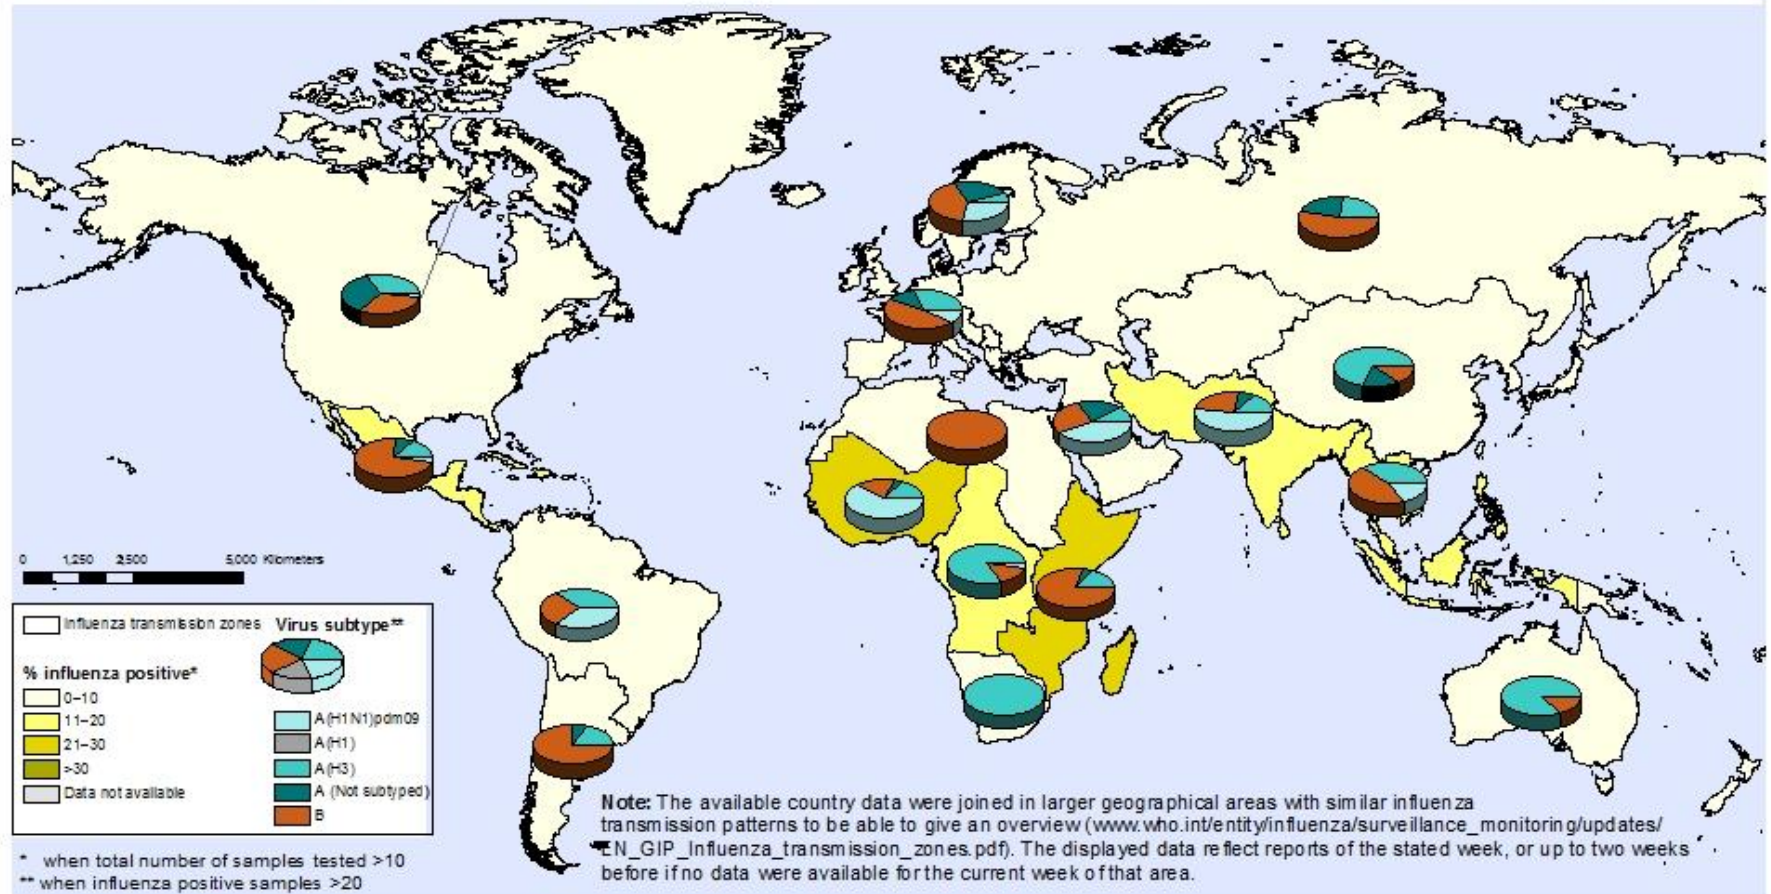 0 1,250 2,500 5,000 Kilometers
Influenza transmission zones
Virus subtype**
% influenza positive*
0–10
11–20
21–30
>30
Data not available
A(H1N1)pdm09
A(H1)
A(H3)
A (Not subtyped)
B
* when total number of samples tested >10
** when influenza positive samples >20
Note: The available country data were joined in larger geographical areas with similar influenza
transmission patterns to be able to give an overview (www.who.int/entity/influenza/surveillance_monitoring/updates/
EN_GIP_Influenza_transmission_zones.pdf). The displayed data reflect reports of the stated week, or up to two weeks
before if no data were available for the current week of that area.